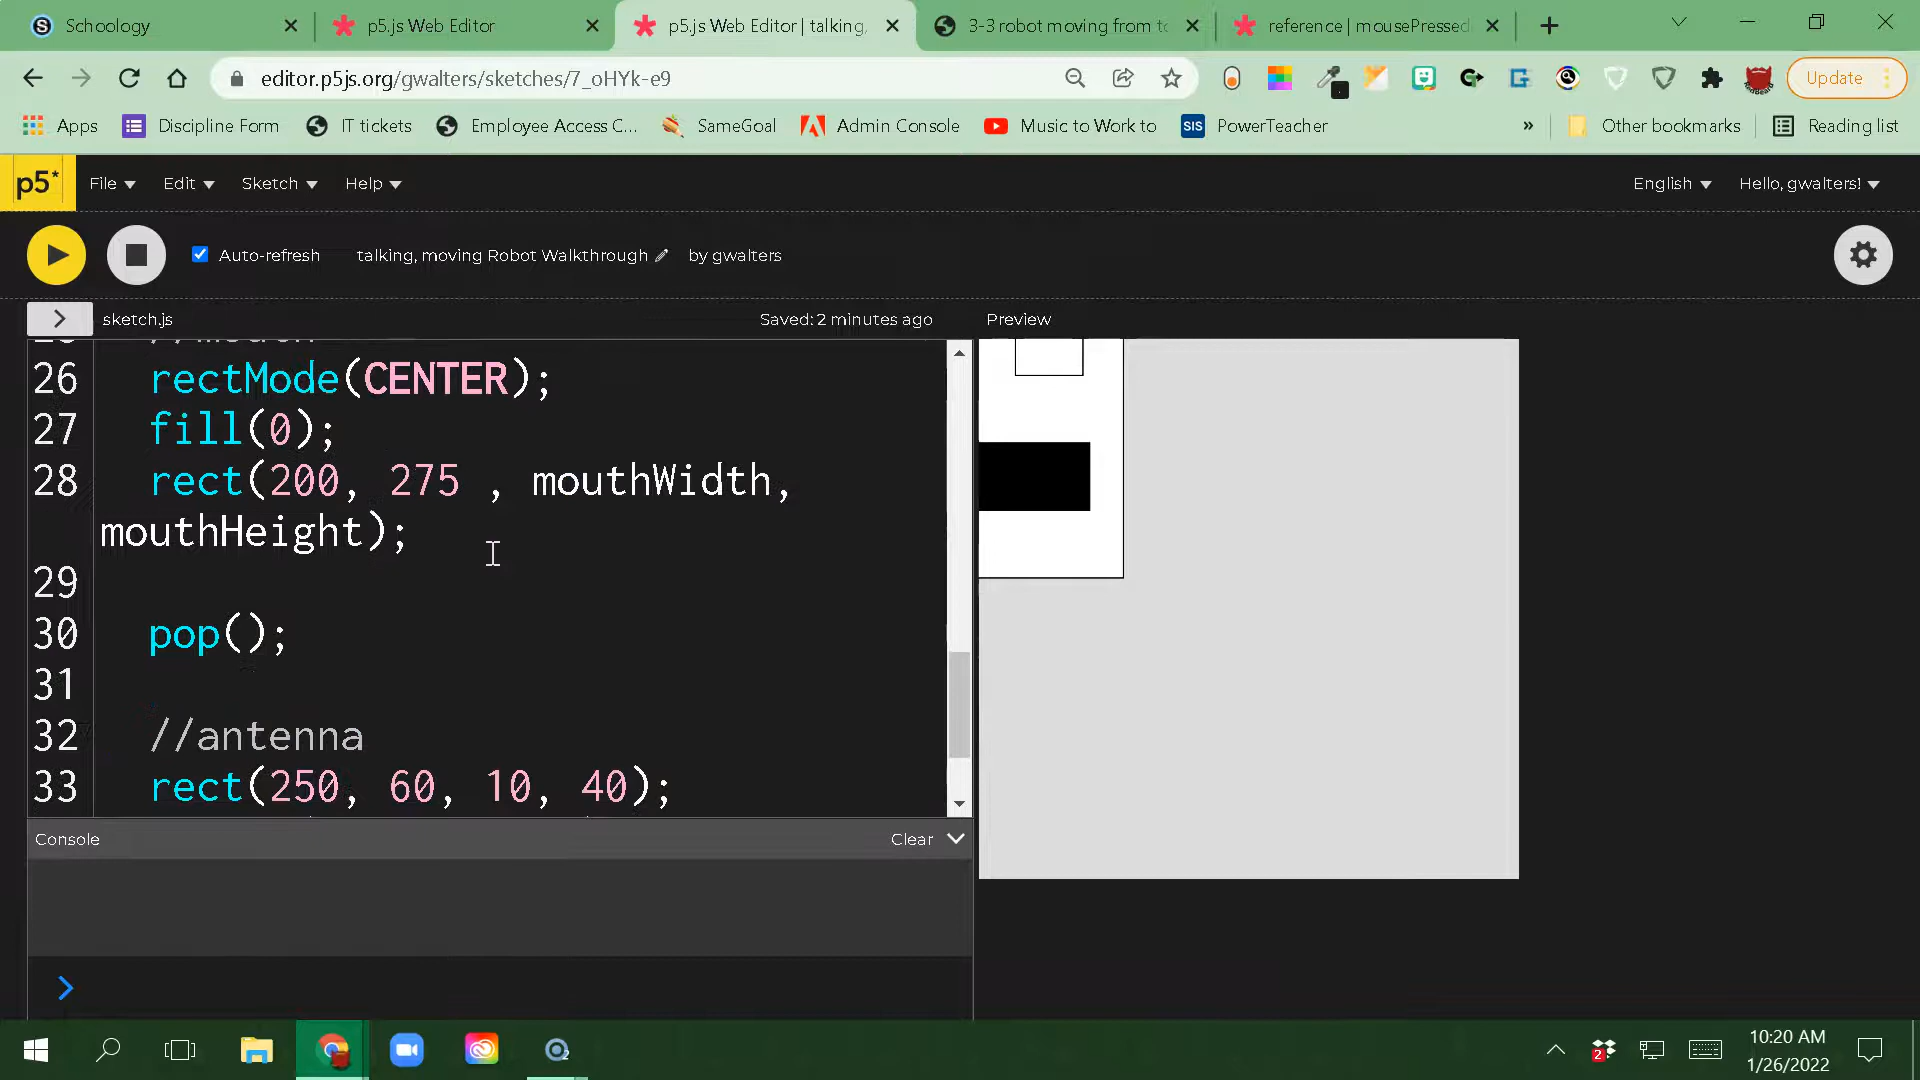 Schoology
p5.js Web Editor
p5.js Web Editor | talking,
3-3 robot moving from to
reference | mousePressed
editor.p5js.org/gwalters/sketches/7_oHYk-e9
Update
Apps
Discipline Form
IT tickets
Employee Access C...
SameGoal
Admin Console
Music to Work to
SIS
PowerTeacher
»
Other bookmarks
Reading list
p5*
File
Edit
Sketch
Help
English
Hello, gwalters!
Auto-refresh
talking, moving Robot Walkthrough
by gwalters
sketch.js
Saved: 2 minutes ago
Preview
26 rectMode(CENTER);
27 fill(0);
28 rect(200, 275 , mouthWidth,
mouthHeight);
29
30 pop();
31
32 //antenna
33 rect(250, 60, 10, 40);
Console
Clear
>
10:20 AM
1/26/2022